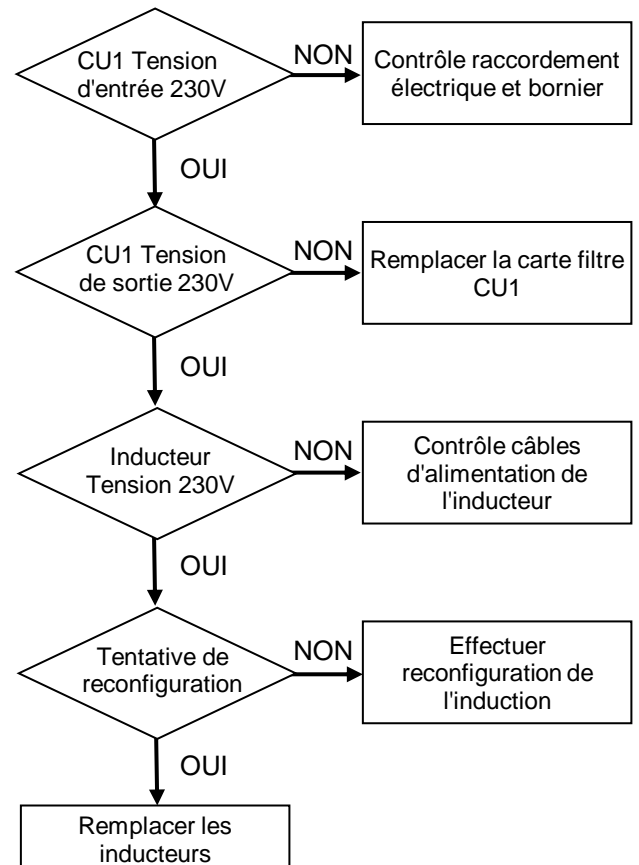 CU1 Tension
d'entrée 230V
NON
Contrôle raccordement
électrique et bornier
OUI
CU1 Tension
de sortie 230V
NON
Remplacer la carte filtre
CU1
OUI
Inducteur
Tension 230V
NON
Contrôle câbles
d'alimentation de
l'inducteur
OUI
Tentative de
reconfiguration
NON
Effectuer
reconfiguration de
l'induction
OUI
Remplacer les
inducteurs